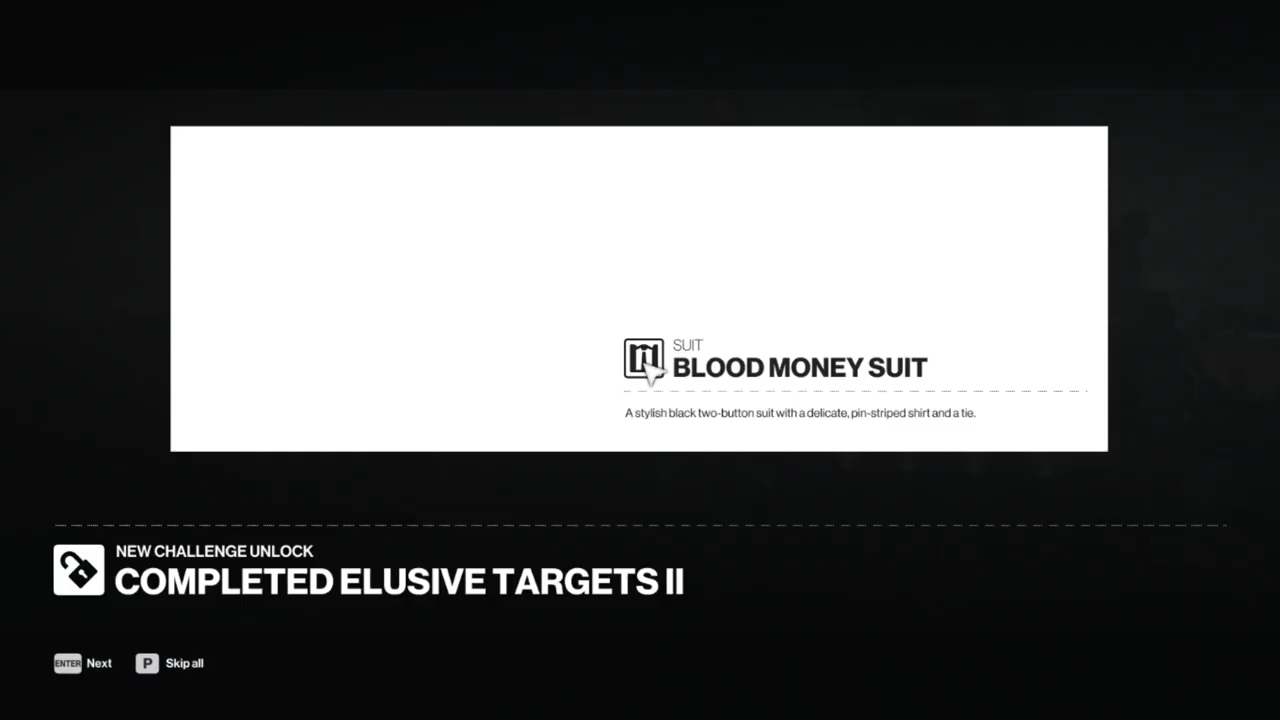 SUIT
BLOOD MONEY SUIT
A stylish black two-button suit with a delicate, pin-striped shirt and a tie.
NEW CHALLENGE UNLOCK
COMPLETED ELUSIVE TARGETS II
ENTER Next P Skip all